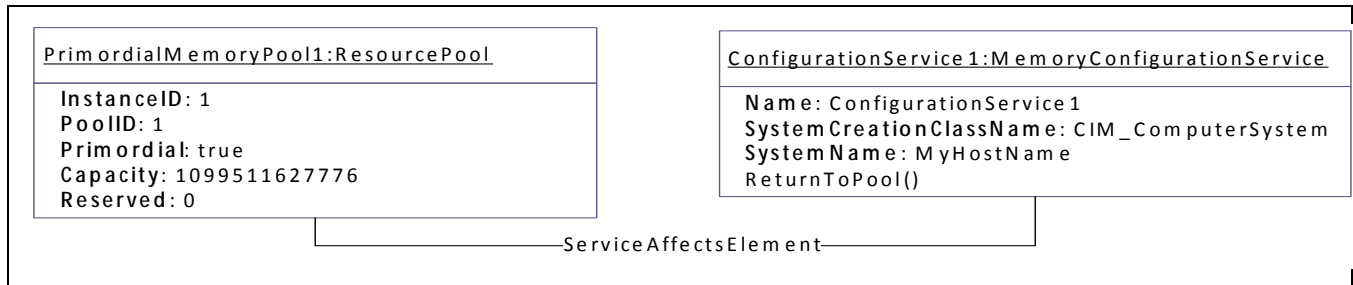 PrimordialMemoryPool1:ResourcePool
InstanceID: 1
PoolID: 1
Primordial: true
Capacity: 1099511627776
Reserved: 0
ConfigurationService1:MemoryConfigurationService
Name: ConfigurationService1
SystemCreationClassName: CIM_ComputerSystem
SystemName: MyHostName
ReturnToPool()
ServiceAffectsElement